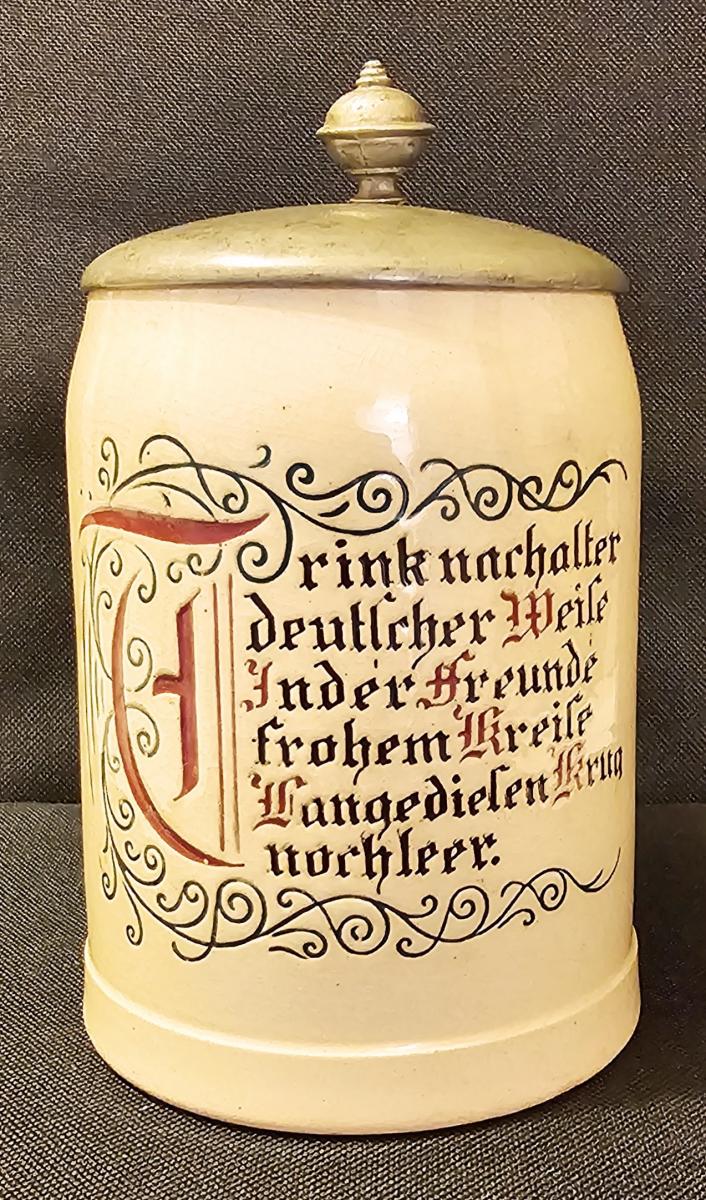 Trink nach alter
deutscher Weise
In der Freunde
frohem Kreise
Lange diesen Krug
noch leer.